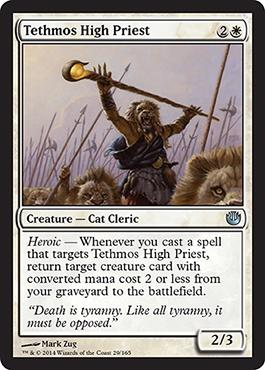 Tethmos High Priest 2
Creature — Cat Cleric
Heroic — Whenever you cast a spell
that targets Tethmos High Priest,
return target creature card with
converted mana cost 2 or less from
your graveyard to the battlefield.
“Death is tyranny. Like all tyranny, it
must be opposed.”
2/3
Mark Zug
™ & © 2014 Wizards of the Coast 29/165